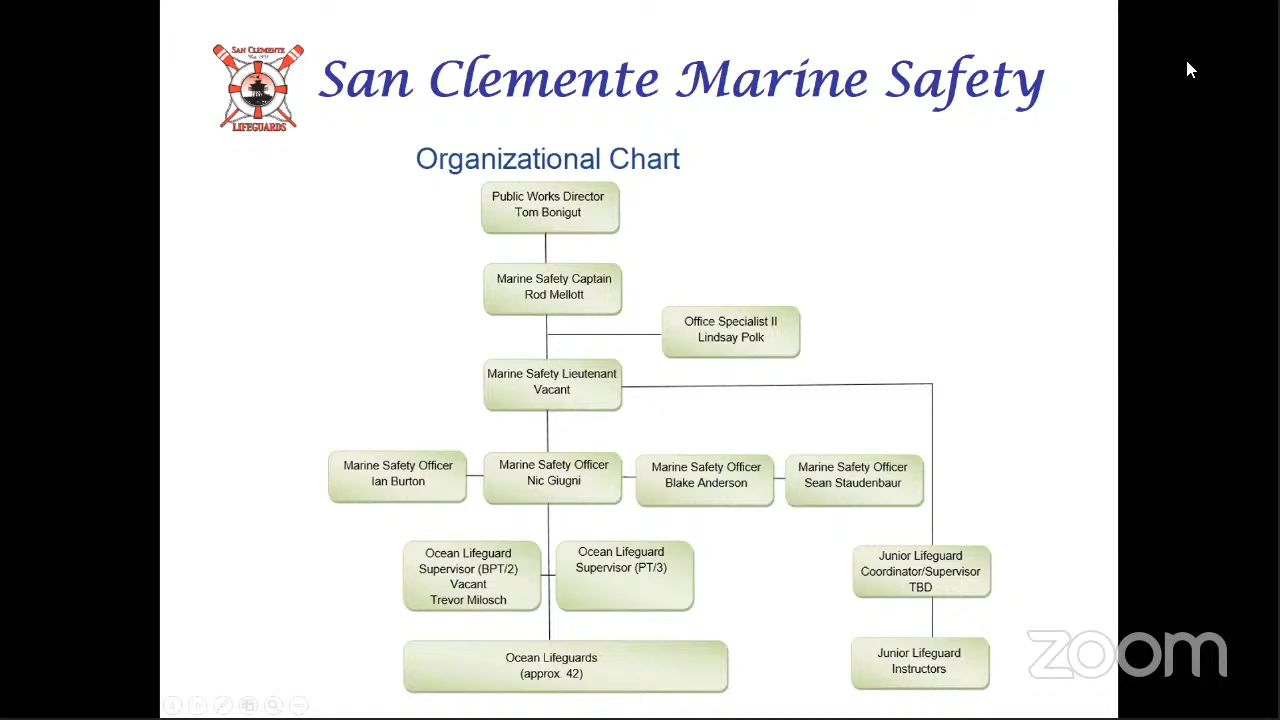 SAN CLEMENTE
LIFEGUARDS
San Clemente Marine Safety
Organizational Chart
Public Works Director
Tom Bonigut
Marine Safety Captain
Rod Mellott
Office Specialist II
Lindsay Polk
Marine Safety Lieutenant
Vacant
Marine Safety Officer
Ian Burton
Marine Safety Officer
Nic Giugni
Marine Safety Officer
Blake Anderson
Marine Safety Officer
Sean Staudenbaur
Ocean Lifeguard
Supervisor (BPT/2)
Vacant
Trevor Milosch
Ocean Lifeguard
Supervisor (PT/3)
Junior Lifeguard
Coordinator/Supervisor
TBD
Ocean Lifeguards
(approx. 42)
Junior Lifeguard
Instructors
zoom